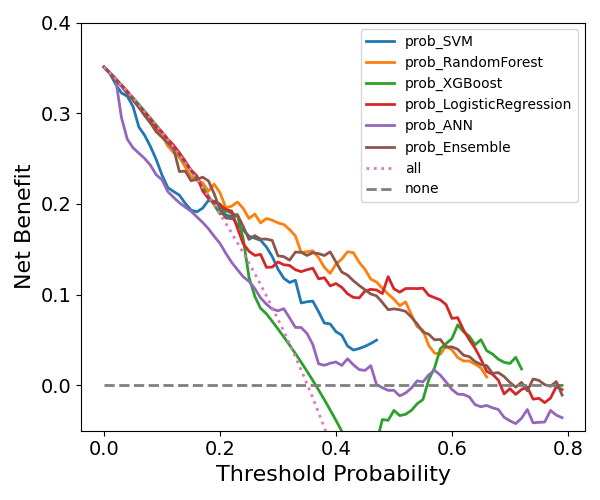 0.4
0.3
0.2
0.1
0.0
Net Benefit
prob_SVM
prob_RandomForest
prob_XGBoost
prob_LogisticRegression
prob_ANN
prob_Ensemble
all
none
0.0 0.2 0.4 0.6 0.8
Threshold Probability